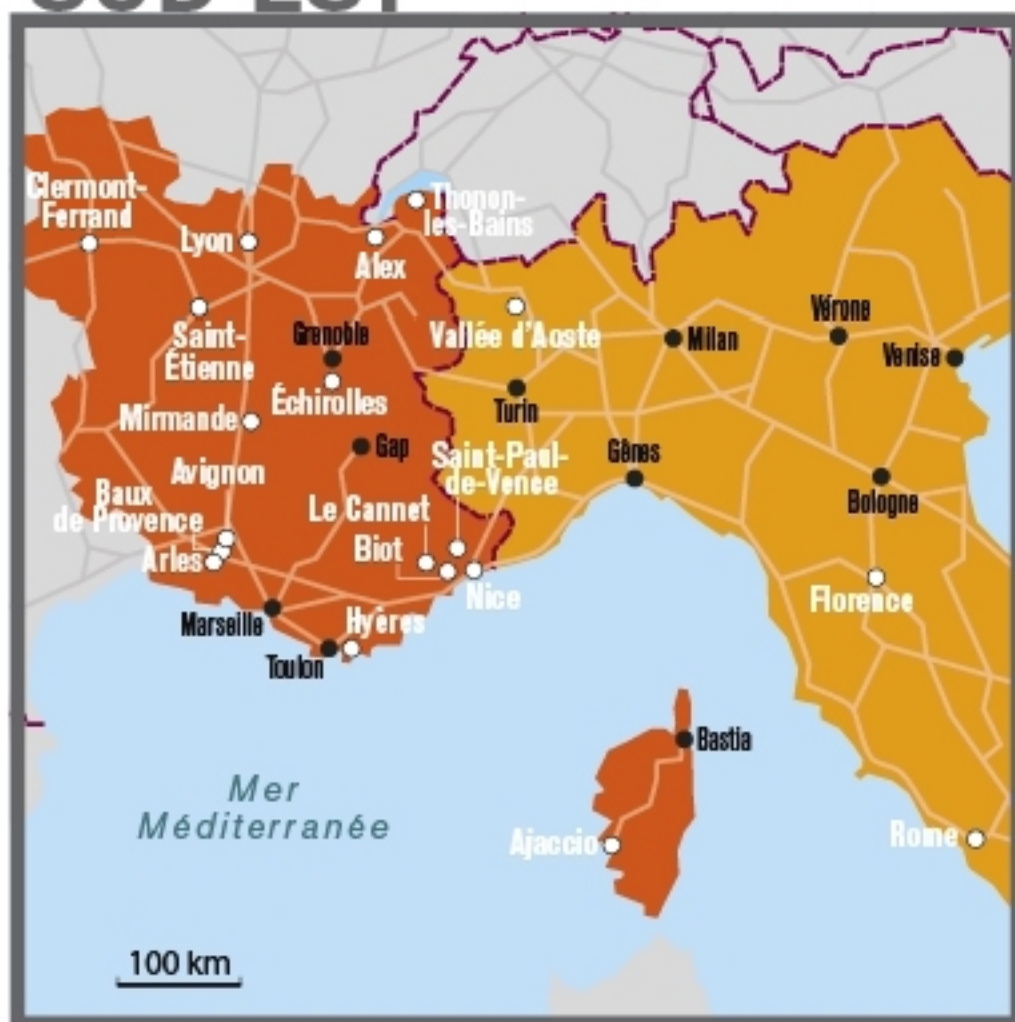 Clermont-
Ferrand
Lyon
Thonon-
les-Bains
Alex
Saint-
Étienne
Grenoble
Échirolles
Vallée d'Aoste
Milan
Vérone
Venise
Turin
Mirmande
Gap
Avignon
Saint-Paul-
de-Vence
Gênes
Bologne
Baux
de Provence
Le Cannet
Arles
Biot
Nice
Florence
Marseille
Hyères
Toulon
Bastia
Mer
Méditerranée
Ajaccio
Rome
100 km